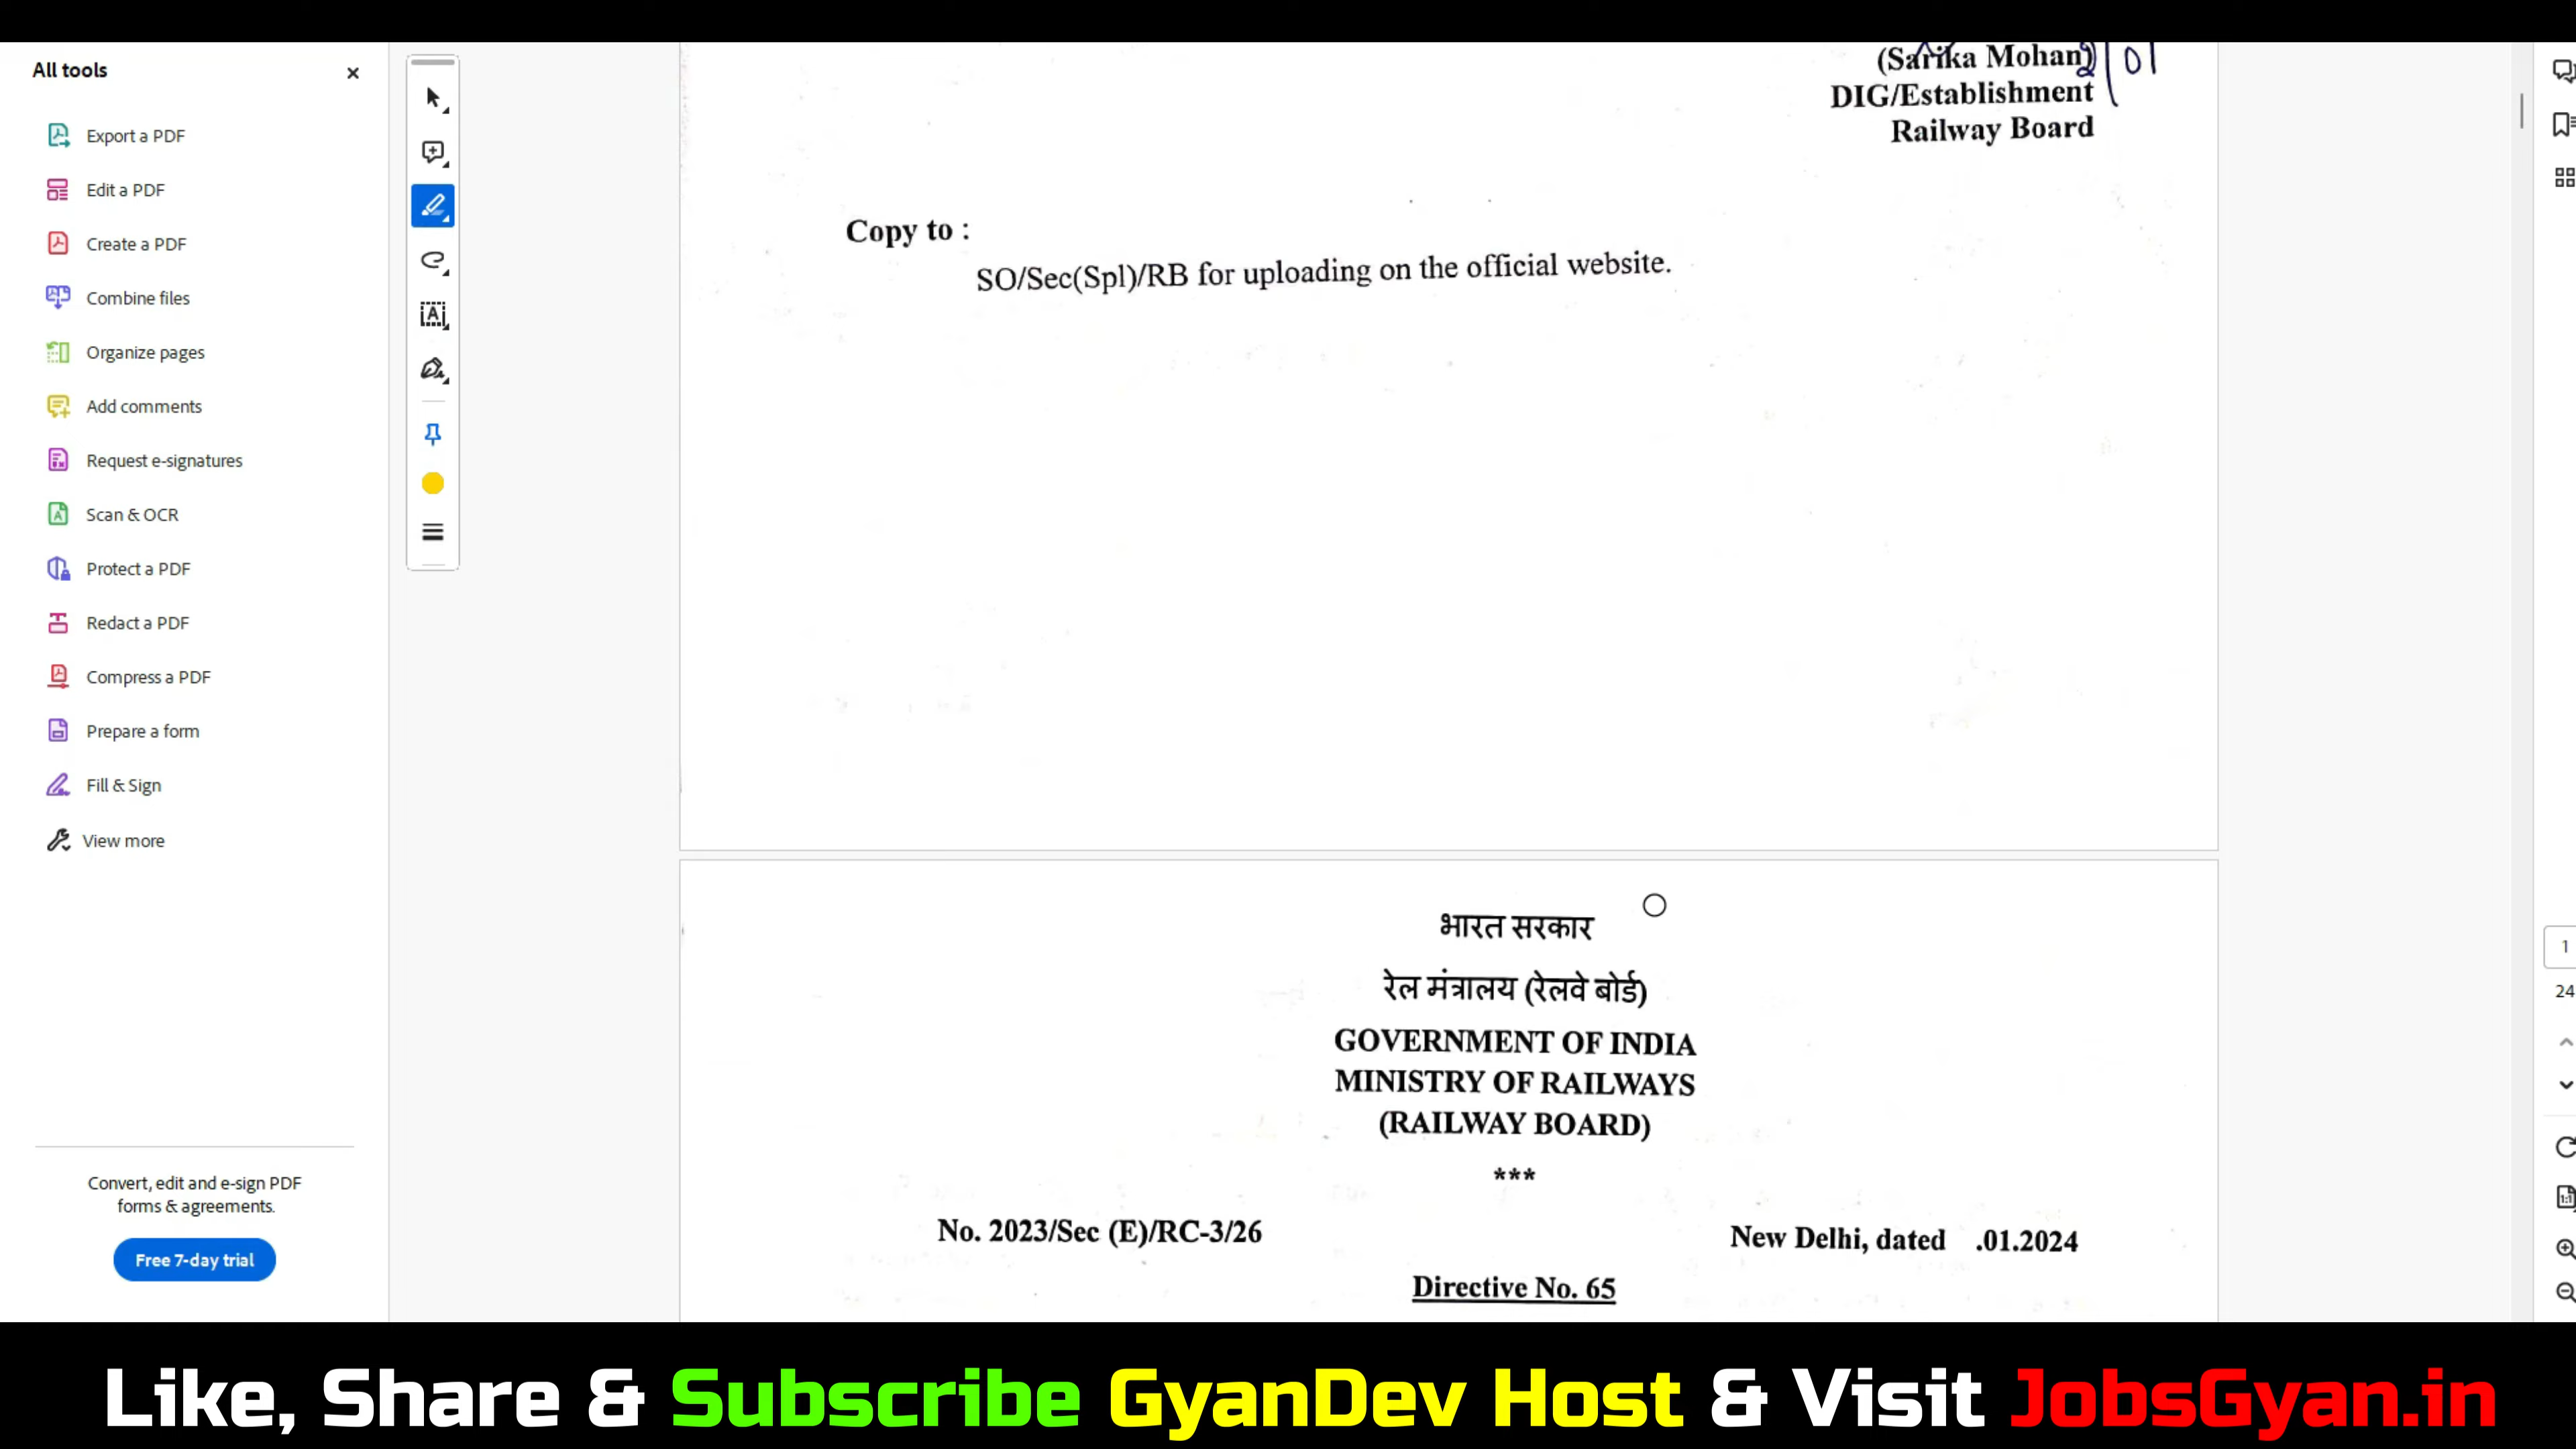 All tools
Export a PDF
Edit a PDF
Create a PDF
Combine files
Organize pages
Add comments
Request e-signatures
Scan & OCR
Protect a PDF
Redact a PDF
Compress a PDF
Prepare a form
Fill & Sign
View more
Convert, edit and e-sign PDF
forms & agreements.
Free 7-day trial
(Sarika Mohan)
2/01
DIG/Establishment
Railway Board
Copy to :
SO/Sec(Spl)/RB for uploading on the official website.
भारत सरकार
रेल मंत्रालय (रेलवे बोर्ड)
GOVERNMENT OF INDIA
MINISTRY OF RAILWAYS
(RAILWAY BOARD)
***
No. 2023/Sec (E)/RC-3/26
New Delhi, dated .01.2024
Directive No. 65
1
24
Like, Share & Subscribe GyanDev Host & Visit JobsGyan.in